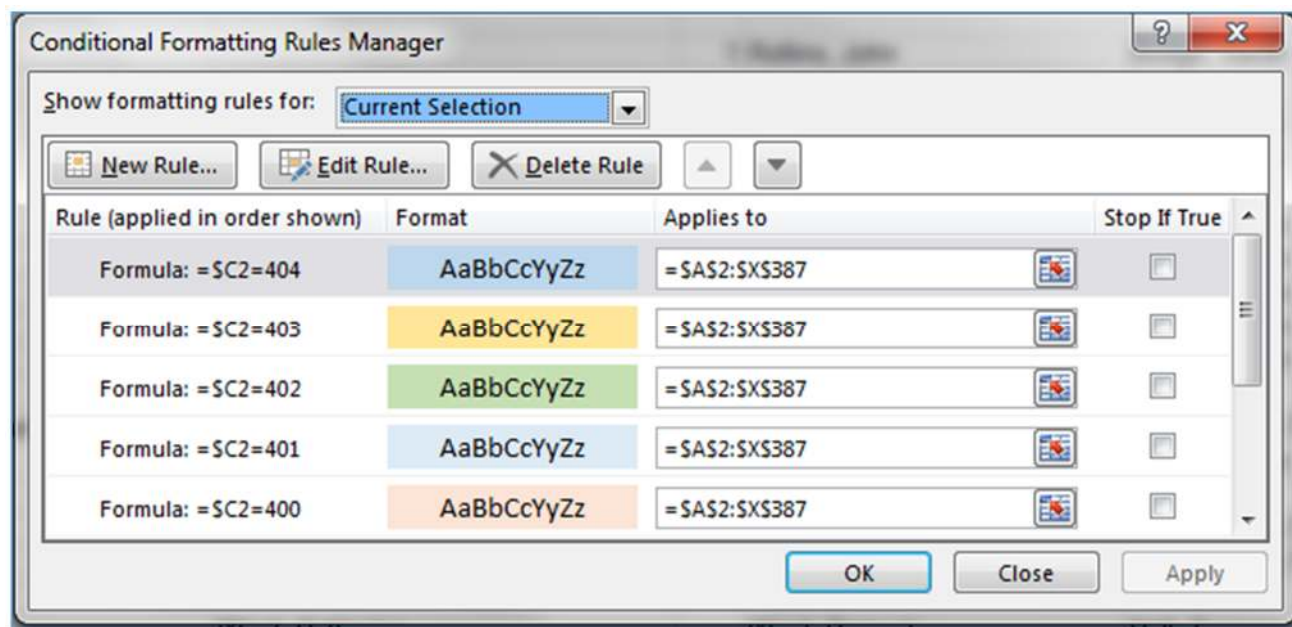 Conditional Formatting Rules Manager
?
Show formatting rules for: Current Selection
New Rule... Edit Rule... Delete Rule
Rule (applied in order shown) Format Applies to Stop If True
Formula: =$C2=404 AaBbCcYyZz =$A$2:$X$387
Formula: =$C2=403 AaBbCcYyZz =$A$2:$X$387
Formula: =$C2=402 AaBbCcYyZz =$A$2:$X$387
Formula: =$C2=401 AaBbCcYyZz =$A$2:$X$387
Formula: =$C2=400 AaBbCcYyZz =$A$2:$X$387
OK Close Apply